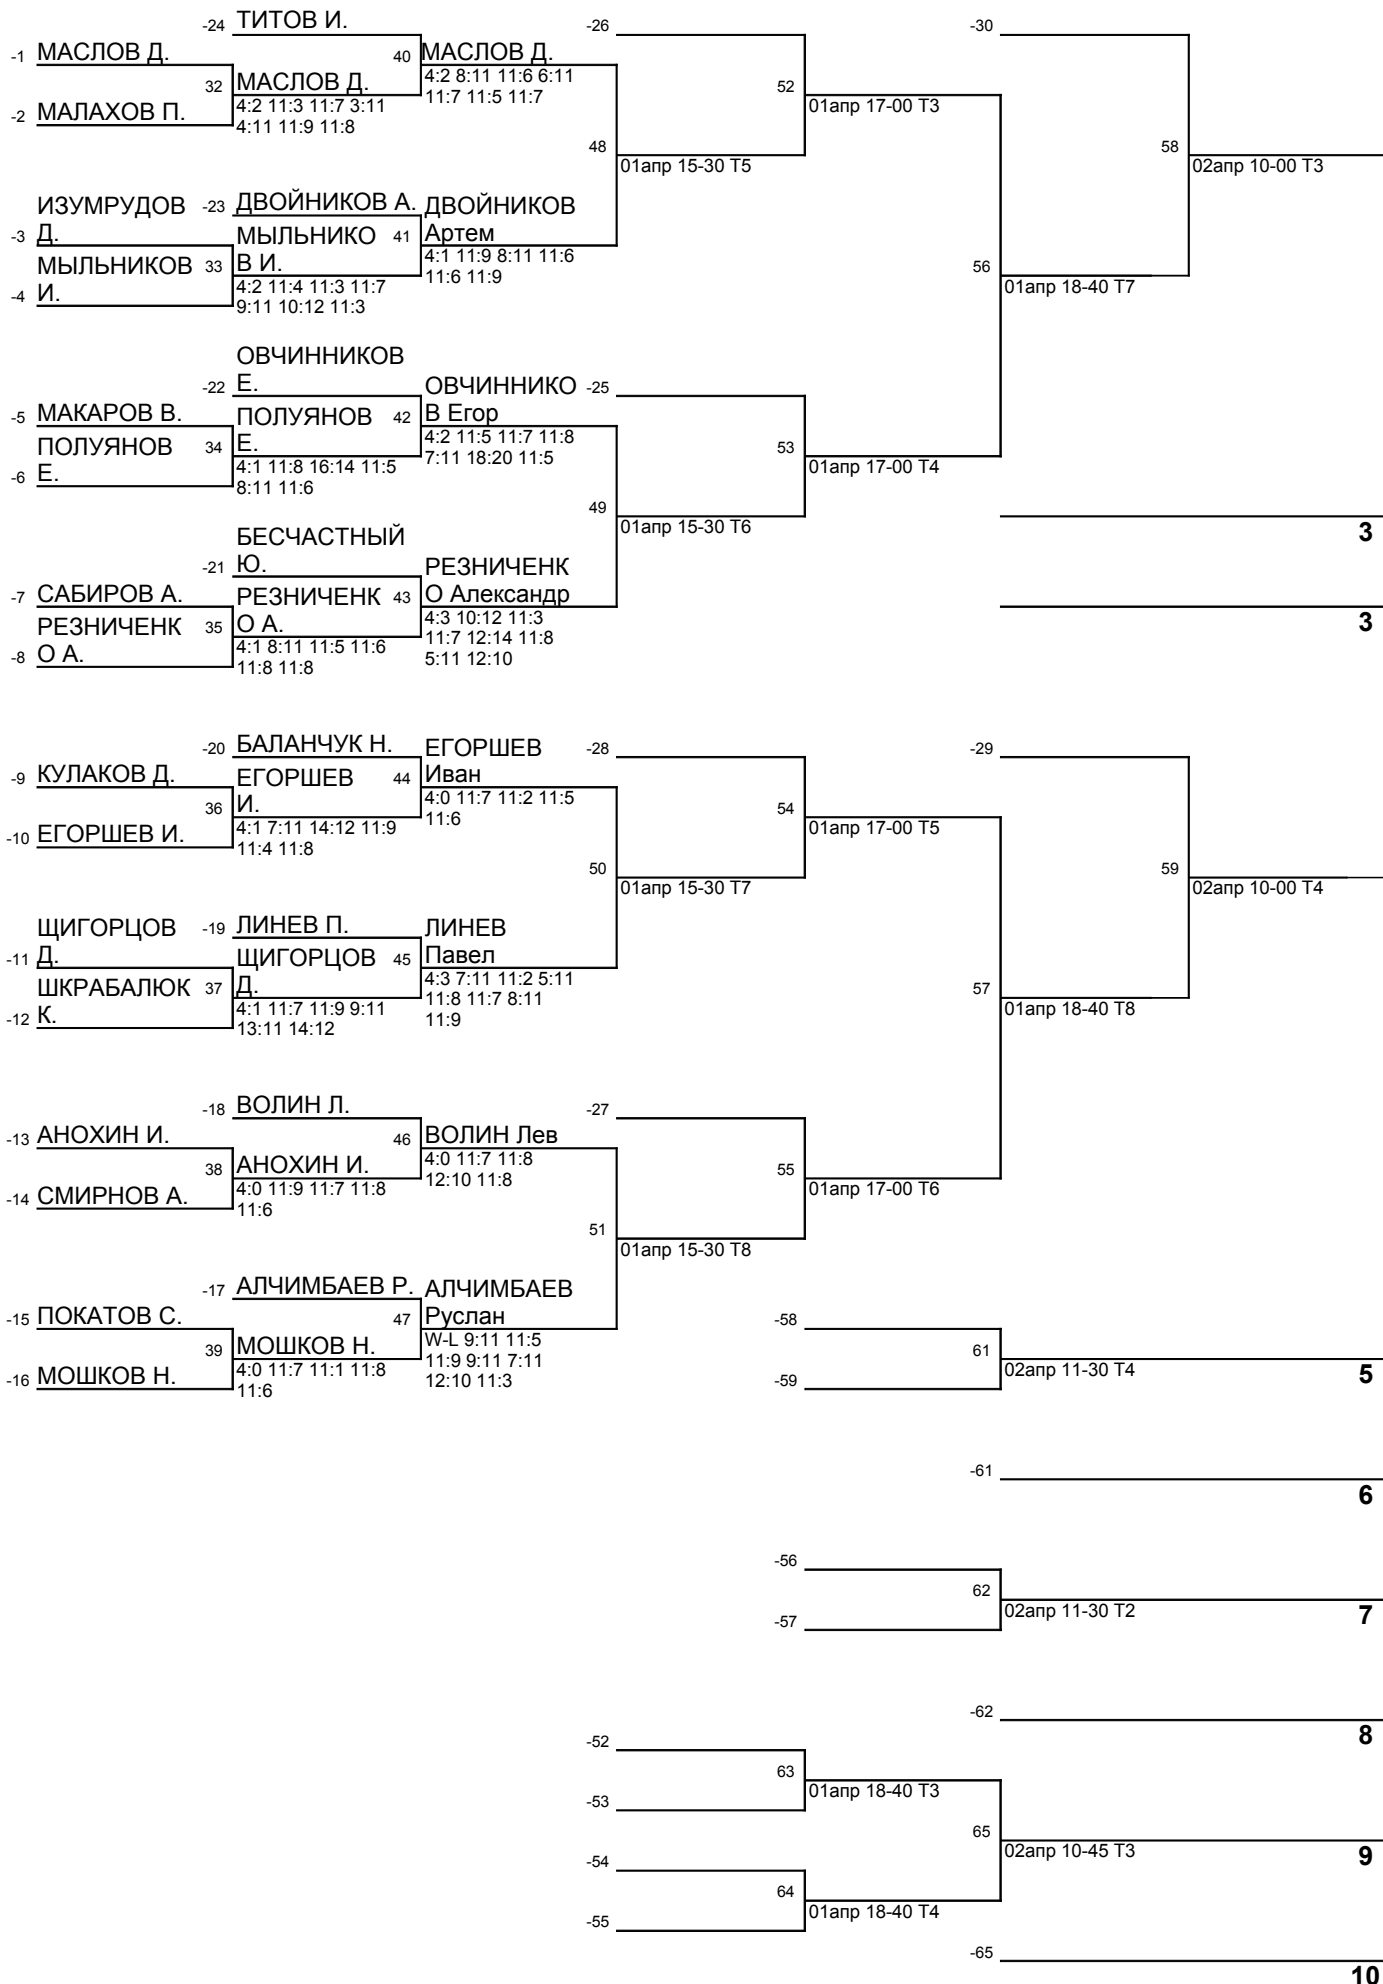 -24 ТИТОВ И.
-26
-30
-1 МАСЛОВ Д.
40 МАСЛОВ Д.
4:2 8:11 11:6 6:11
11:7 11:5 11:7
32 МАСЛОВ Д.
4:2 11:3 11:7 3:11
4:11 11:9 11:8
52
01апр 17-00 Т3
-2 МАЛАХОВ П.
48
01апр 15-30 Т5
58
02апр 10-00 Т3
ИЗУМРУДОВ
-3 Д.
-23 ДВОЙНИКОВ А.
ДВОЙНИКОВ
Артем
41
4:1 11:9 8:11 11:6
11:6 11:9
МЫЛЬНИКО
В И.
33
4:2 11:4 11:3 11:7
9:11 10:12 11:3
МЫЛЬНИКОВ
-4 И.
56
01апр 18-40 Т7
ОВЧИННИКОВ
-22 Е.
ОВЧИННИКО
В Егор
42
4:2 11:5 11:7 11:8
7:11 18:20 11:5
-25
-5 МАКАРОВ В.
ПОЛУЯНОВ
Е.
34
4:1 11:8 16:14 11:5
8:11 11:6
ПОЛУЯНОВ
-6 Е.
53
01апр 17-00 Т4
49
01апр 15-30 Т6
3
БЕСЧАСТНЫЙ
-21 Ю.
РЕЗНИЧЕНК
О Александр
43
4:3 10:12 11:3
11:7 12:14 11:8
5:11 12:10
-7 САБИРОВ А.
РЕЗНИЧЕНК
О А.
35
4:1 8:11 11:5 11:6
11:8 11:8
РЕЗНИЧЕНК
-8 О А.
3
-20 БАЛАНЧУК Н.
ЕГОРШЕВ
Иван
44
4:0 11:7 11:2 11:5
11:6
-28
-29
-9 КУЛАКОВ Д.
ЕГОРШЕВ
И.
36
4:1 7:11 14:12 11:9
11:4 11:8
-10 ЕГОРШЕВ И.
54
01апр 17-00 Т5
50
01апр 15-30 Т7
59
02апр 10-00 Т4
ЩИГОРЦОВ
-11 Д.
-19 ЛИНЕВ П.
ЛИНЕВ
Павел
45
4:3 7:11 11:2 5:11
11:8 11:7 8:11
11:9
ЩИГОРЦОВ
Д.
37
4:1 11:7 11:9 9:11
13:11 14:12
ШКРАБАЛЮК
-12 К.
57
01апр 18-40 Т8
-18 ВОЛИН Л.
-27
-13 АНОХИН И.
46 ВОЛИН Лев
4:0 11:7 11:8
12:10 11:8
38 АНОХИН И.
4:0 11:9 11:7 11:8
11:6
-14 СМИРНОВ А.
55
01апр 17-00 Т6
51
01апр 15-30 Т8
-17 АЛЧИМБАЕВ Р.
АЛЧИМБАЕВ
Руслан
47
W-L 9:11 11:5
11:9 9:11 7:11
12:10 11:3
-15 ПОКАТОВ С.
39 МОШКОВ Н.
4:0 11:7 11:1 11:8
11:6
-16 МОШКОВ Н.
-58
61
02апр 11-30 Т4
5
-59
-61
6
-56
62
02апр 11-30 Т2
7
-57
-62
8
-52
63
01апр 18-40 Т3
-53
65
02апр 10-45 Т3
9
-54
64
01апр 18-40 Т4
-55
-65
10